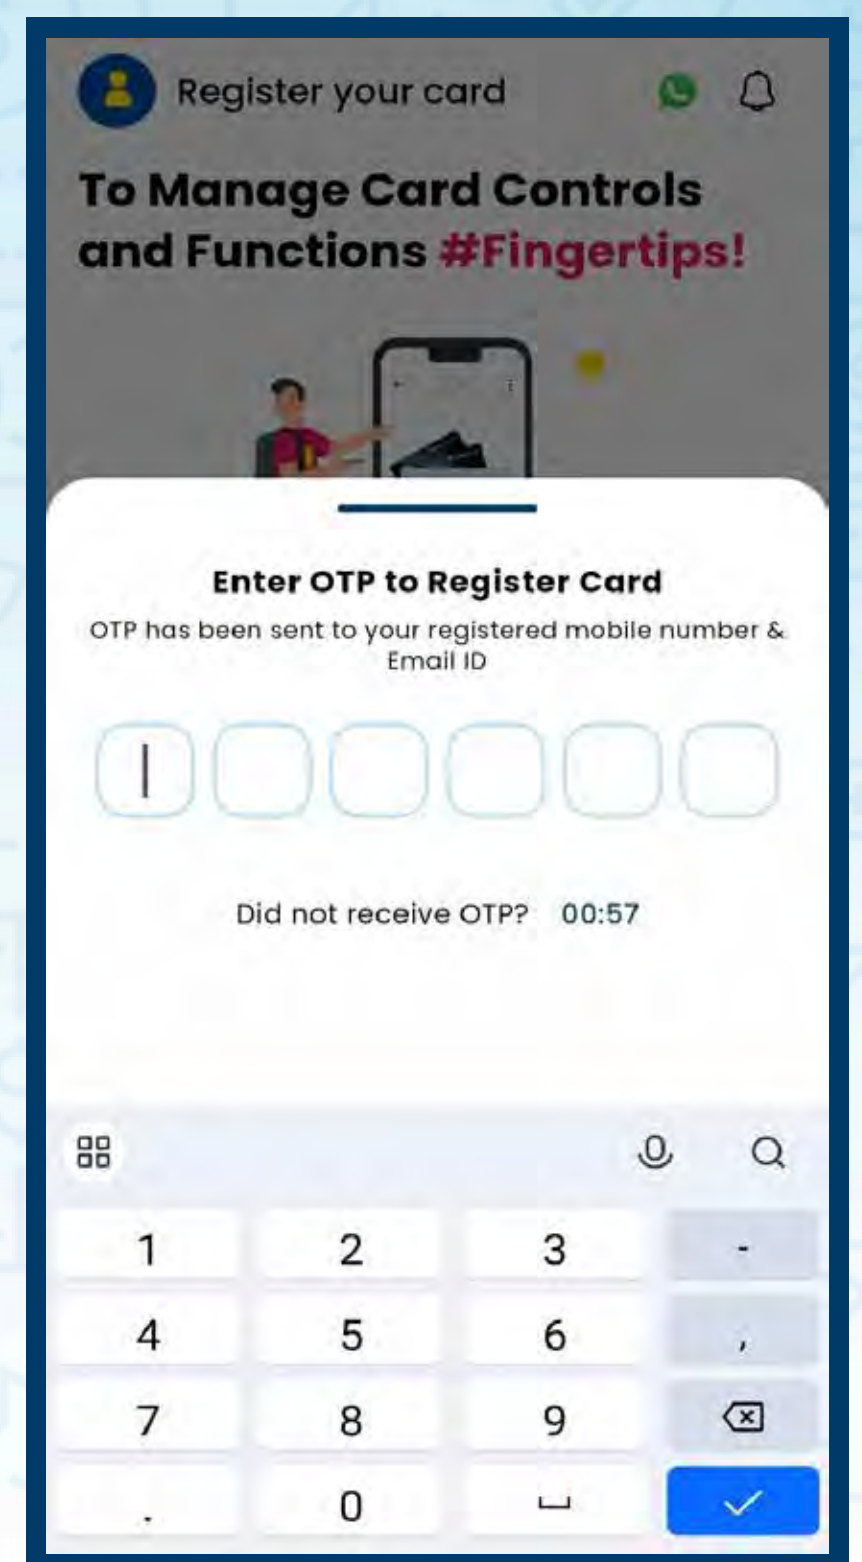 Register your card
To Manage Card Controls
and Functions #Fingertips!
Enter OTP to Register Card
OTP has been sent to your registered mobile number &
Email ID
Did not receive OTP? 00:57
1 2 3 -
4 5 6 ,
7 8 9
. 0